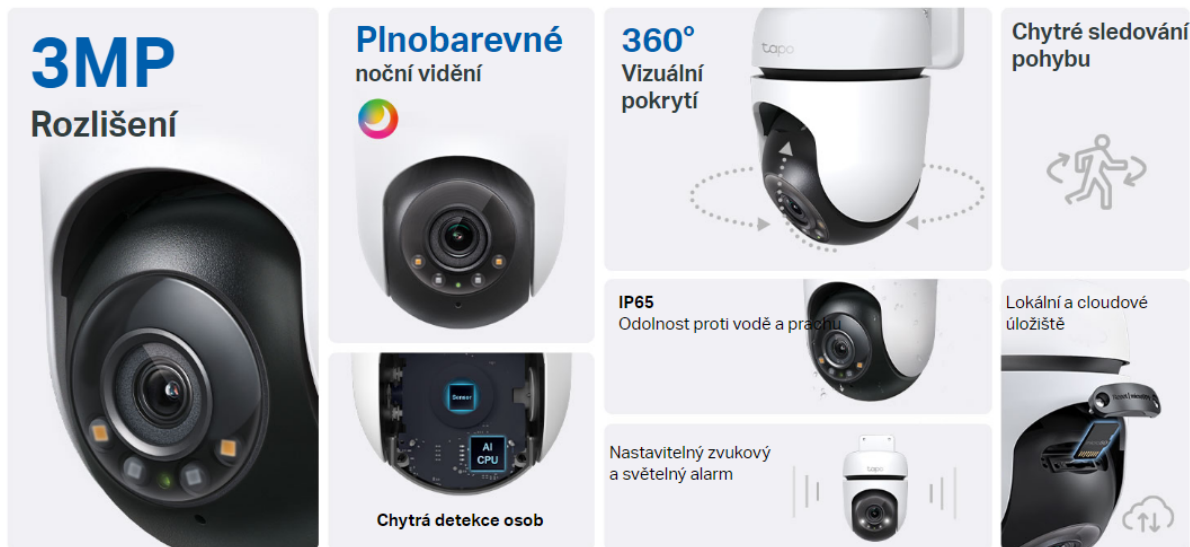 3MP
Rozlišení
Plnobarevné
noční vidění
360°
Vizuální
pokrytí
tapo
Chytré sledování
pohybu
Sensor
AI
CPU
Chytrá detekce osob
IP65
Odolnost proti vodě a prachu
Nastavitelný zvukový
a světelný alarm
tapo
Lokální a cloudové
úložiště